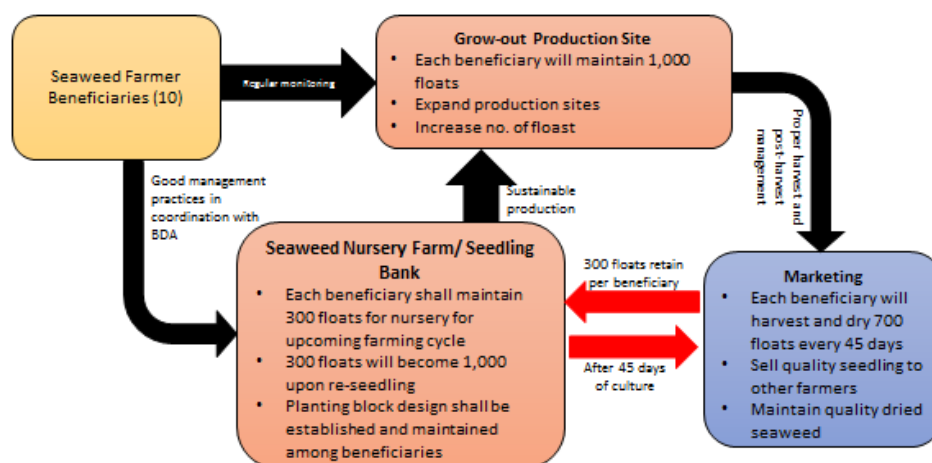 Seaweed Farmer
Beneficiaries (10)
Regular monitoring
Grow-out Production Site
• Each beneficiary will maintain 1,000
floats
• Expand production sites
• Increase no. of floast
Proper harvest and
post-harvest
management
Good management
practices in
coordination with
BDA
Sustainable
production
Seaweed Nursery Farm/ Seedling
Bank
• Each beneficiary shall maintain
300 floats for nursery for
upcoming farming cycle
• 300 floats will become 1,000
upon re-seedling
• Planting block design shall be
established and maintained
among beneficiaries
300 floats retain
per beneficiary
After 45 days
of culture
Marketing
• Each beneficiary will
harvest and dry 700
floats every 45 days
• Sell quality seedling to
other farmers
• Maintain quality dried
seaweed